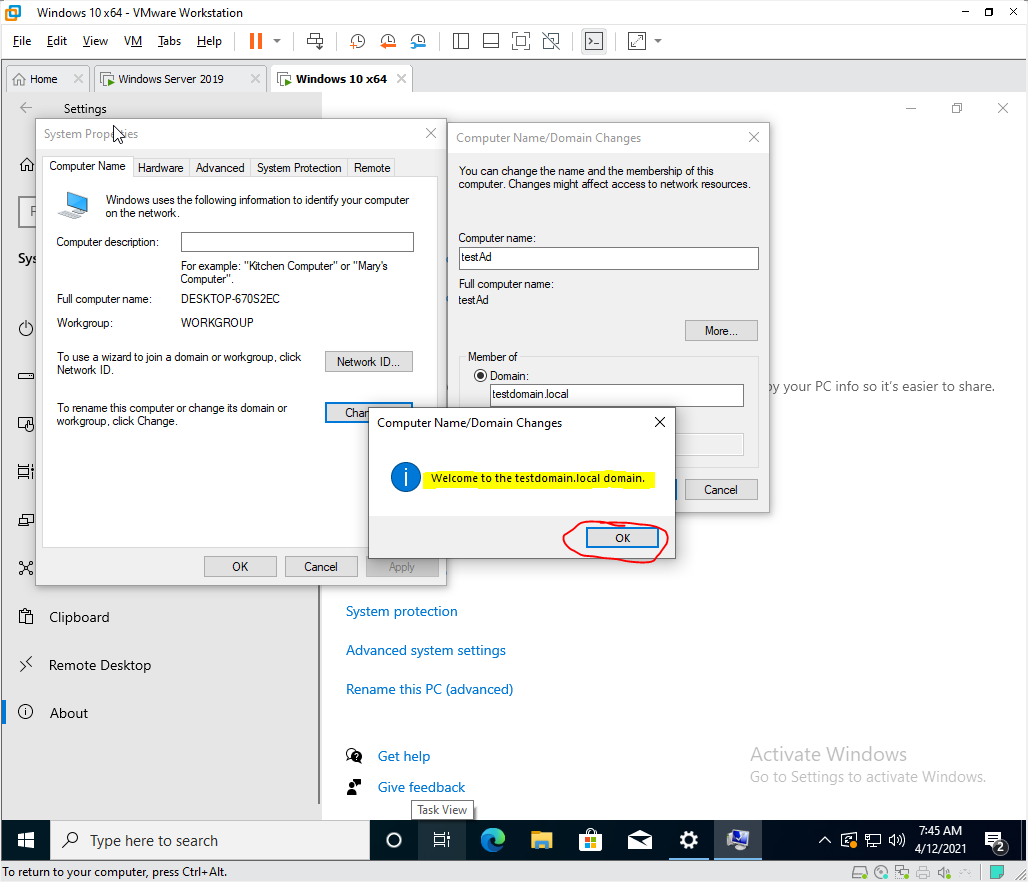 Windows 10 x64 - VMware Workstation
File Edit View VM Tabs Help
Home Windows Server 2019 Windows 10 x64
Settings
System Properties
Computer Name Hardware Advanced System Protection Remote
Windows uses the following information to identify your computer
on the network.
Computer description:
For example: "Kitchen Computer" or "Mary's
Computer".
Full computer name: DESKTOP-670S2EC
Workgroup: WORKGROUP
To use a wizard to join a domain or workgroup, click
Network ID.
Network ID...
To rename this computer or change its domain or
workgroup, click Change.
OK Cancel Apply
Computer Name/Domain Changes
You can change the name and the membership of this
computer. Changes might affect access to network resources.
Computer name:
testAd
Full computer name:
testAd
More...
Member of
Domain:
testdomain.local
Cancel
Computer Name/Domain Changes
Welcome to the testdomain.local domain.
OK
by your PC info so it's easier to share.
Clipboard
Remote Desktop
About
System protection
Advanced system settings
Rename this PC (advanced)
Get help
Give feedback
Task View
Activate Windows
Go to Settings to activate Windows.
Type here to search
7:45 AM
4/12/2021
2
To return to your computer, press Ctrl+Alt.